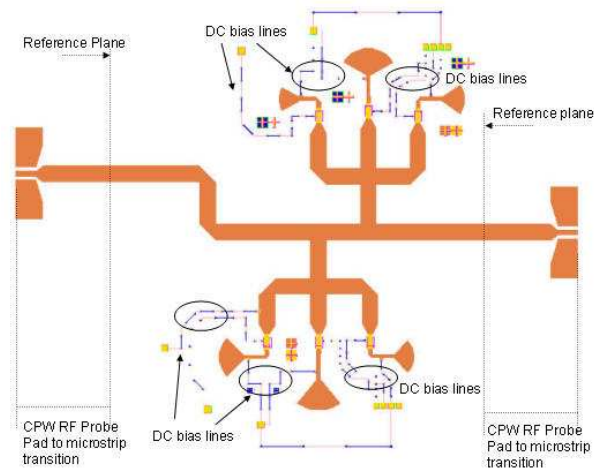 DC bias lines
Reference Plane
DC bias lines
Reference plane
DC bias lines
DC bias lines
CPW RF Probe
Pad to microstrip
transition
CPW RF Probe
Pad to microstrip
transition